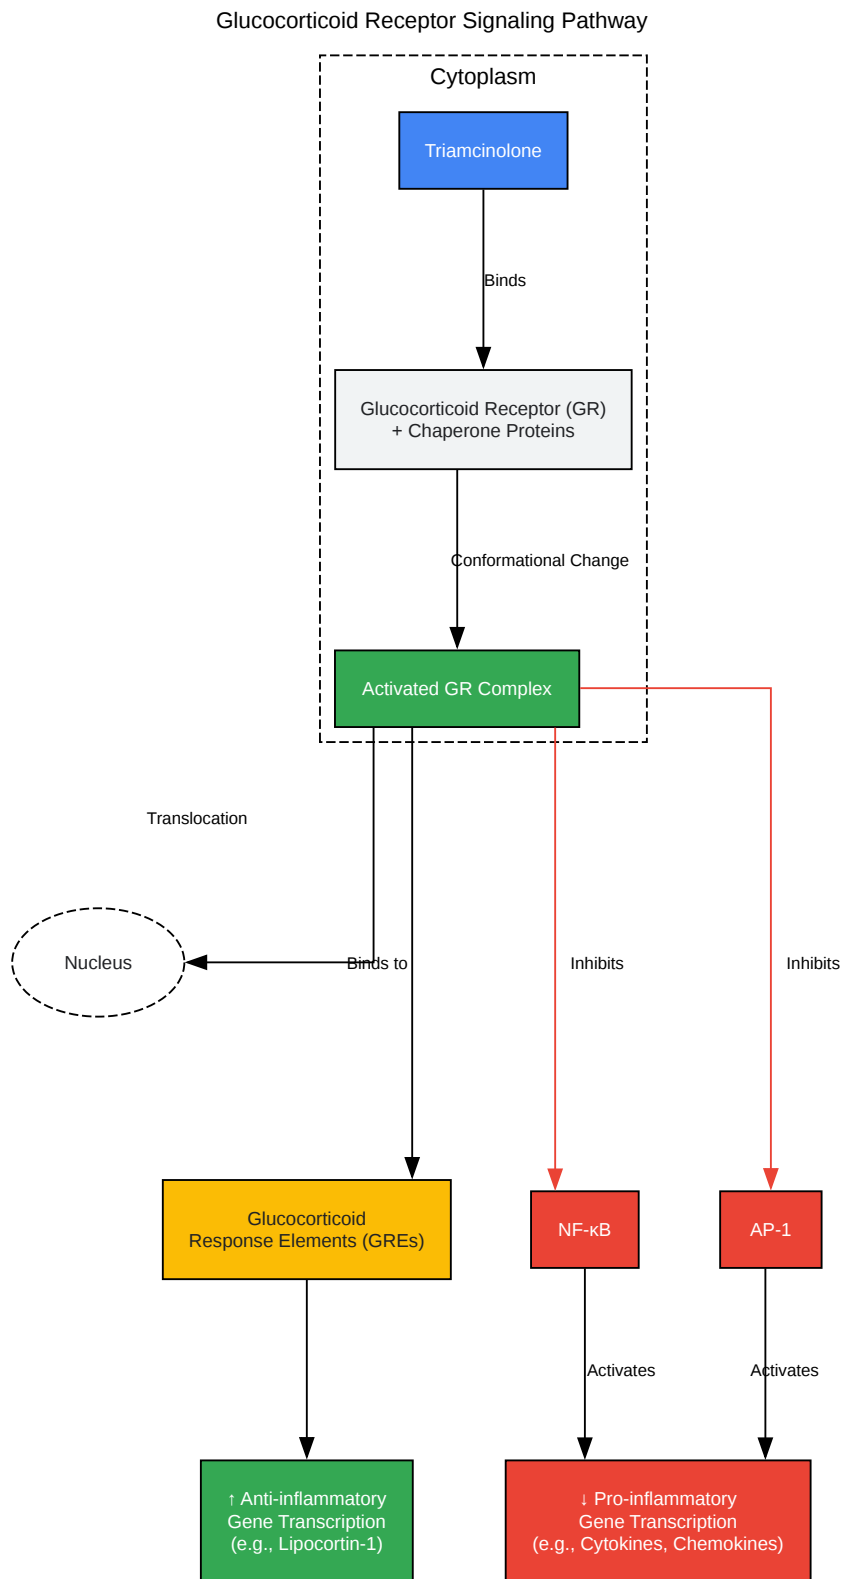 Glucocorticoid Receptor Signaling Pathway
Cytoplasm
Triamcinolone
Binds
Glucocorticoid Receptor (GR)
+ Chaperone Proteins
Conformational Change
Activated GR Complex
Translocation
Nucleus
Binds to
Inhibits
Inhibits
Glucocorticoid
Response Elements (GREs)
NF-κB
AP-1
Activates
Activates
↑ Anti-inflammatory
Gene Transcription
(e.g., Lipocortin-1)
↓ Pro-inflammatory
Gene Transcription
(e.g., Cytokines, Chemokines)